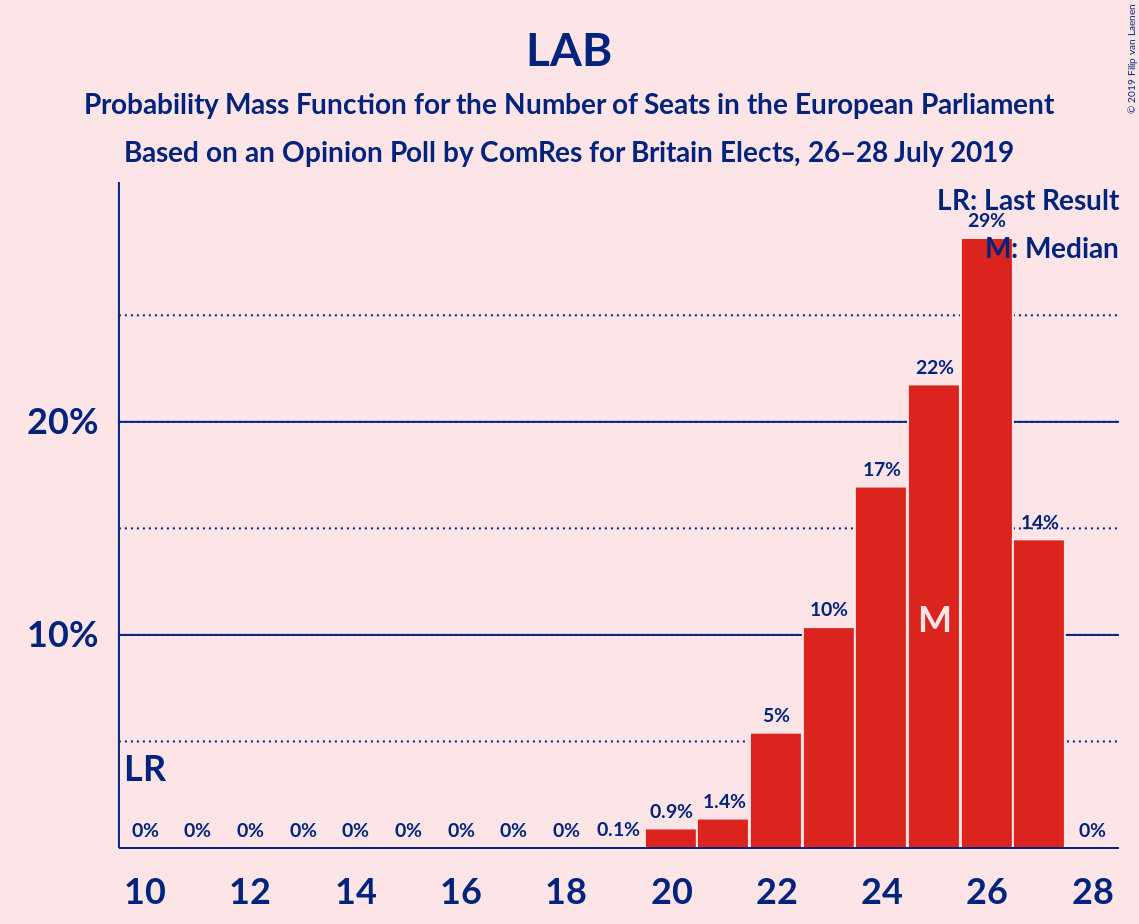 LAB
Probability Mass Function for the Number of Seats in the European Parliament
Based on an Opinion Poll by ComRes for Britain Elects, 26–28 July 2019
© 2019 Filip van Laenen
LR: Last Result
M: Median
29%
22%
20%
17%
14%
10%
10%
M
5%
LR
0% 0% 0% 0% 0% 0% 0% 0% 0% 0.1% 0.9% 1.4% 0%
10 12 14 16 18 20 22 24 26 28